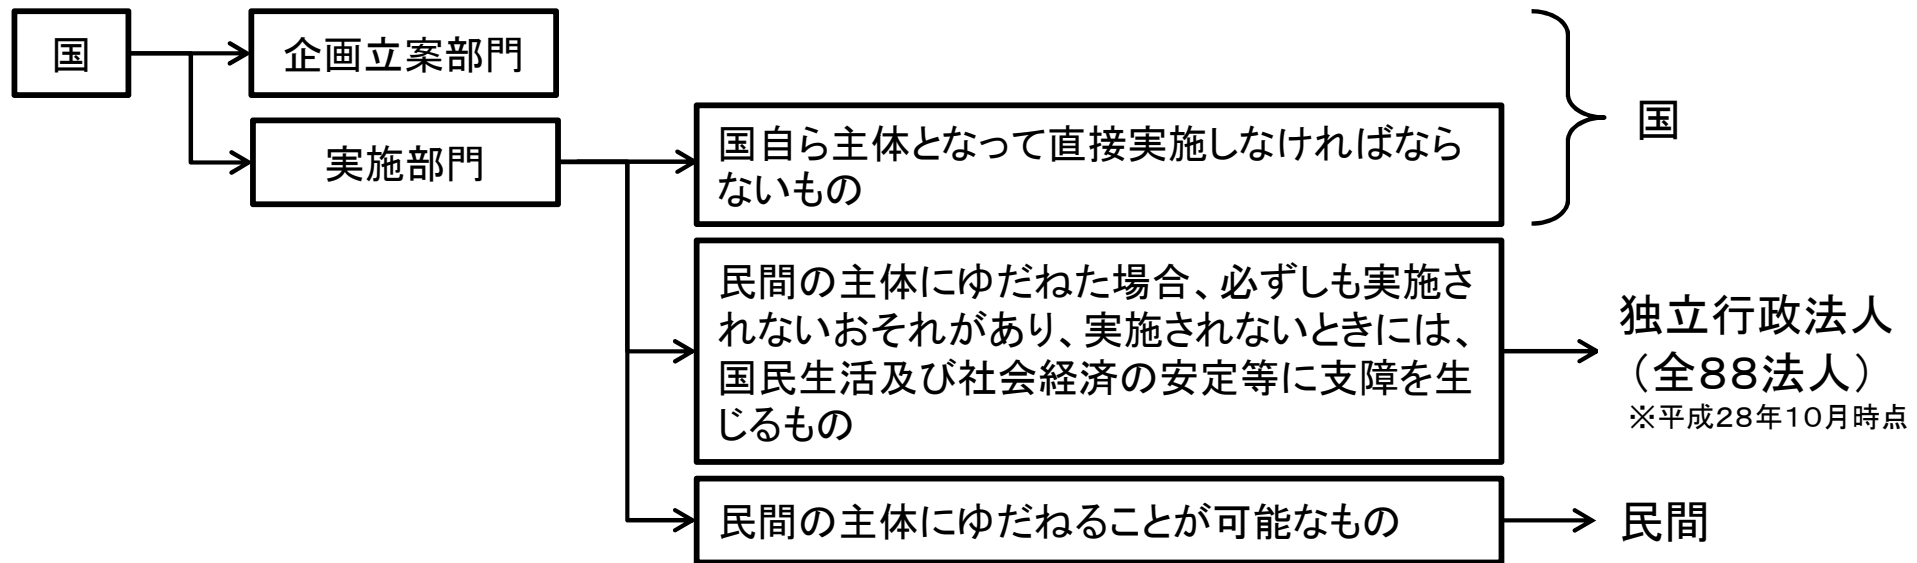 国
企画立案部門
実施部門
国自ら主体となって直接実施しなければなら
ないもの
国
民間の主体にゆだねた場合、必ずしも実施さ
れないおそれがあり、実施されないときには、
国民生活及び社会経済の安定等に支障を生
じるもの
独立行政法人
（全８８法人）
※平成２８年１０月時点
民間の主体にゆだねることが可能なもの
民間